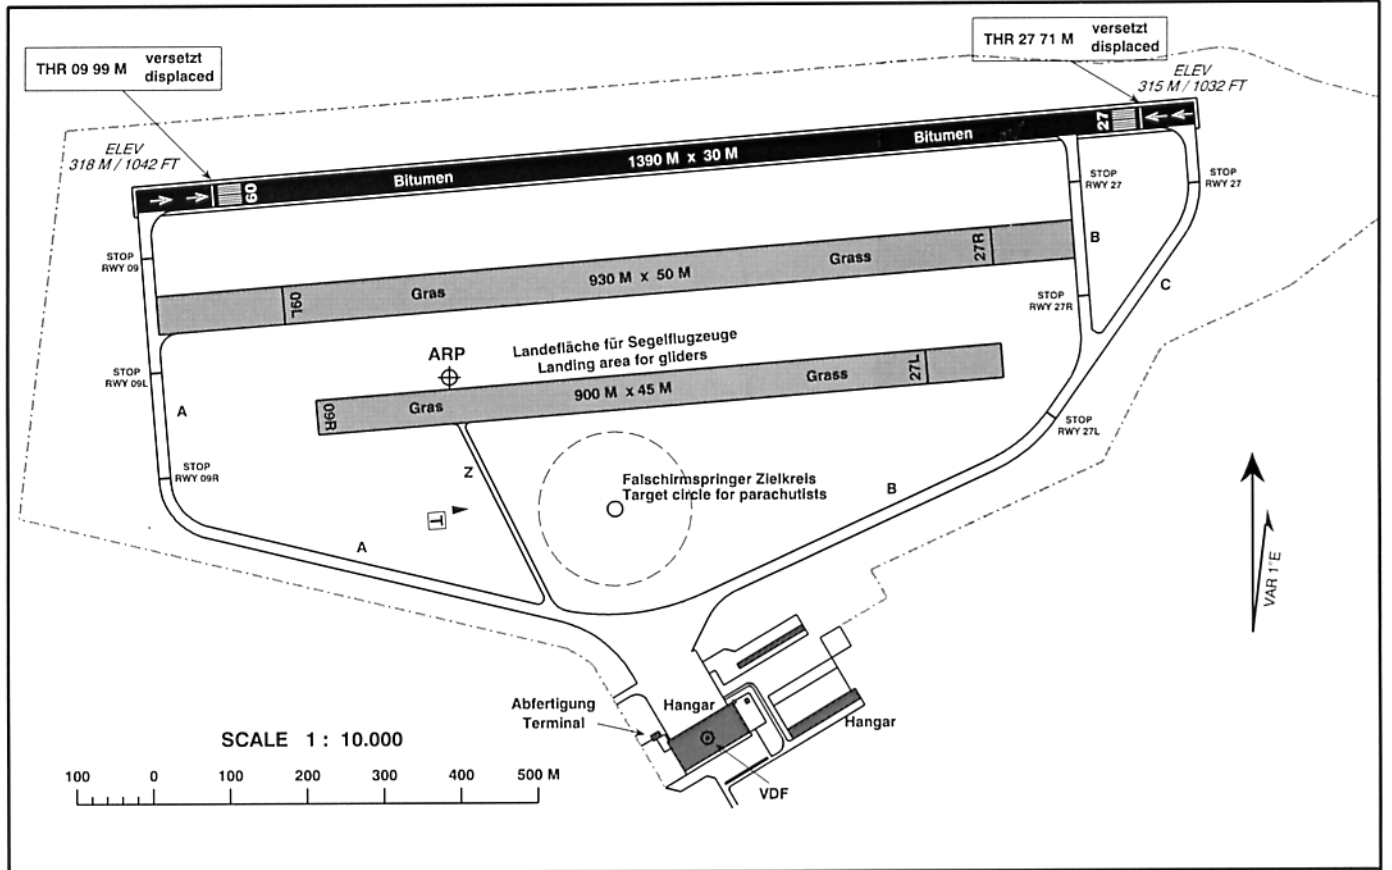 THR 27 71 M
versetzt
displaced
THR 09 99 M
versetzt
displaced
ELEV
315 M / 1032 FT
ELEV
318 M / 1042 FT
27
1390 M x 30 M
Bitumen
Bitumen
09
STOP
RWY 27
STOP
RWY 27
STOP
RWY 09
B
27R
Grass
930 M x 50 M
Gras
09L
C
STOP
RWY 27R
Landefläche für Segelflugzeuge
Landing area for gliders
ARP
STOP
RWY 09L
27L
Grass
900 M x 45 M
Gras
09R
A
STOP
RWY 27L
STOP
RWY 09R
Z
Falschirmspringer Zielkreis
Target circle for parachutists
B
T
A
VAR 1°E
Abfertigung
Terminal
Hangar
Hangar
VDF
SCALE 1 : 10.000
100 0 100 200 300 400 500 M